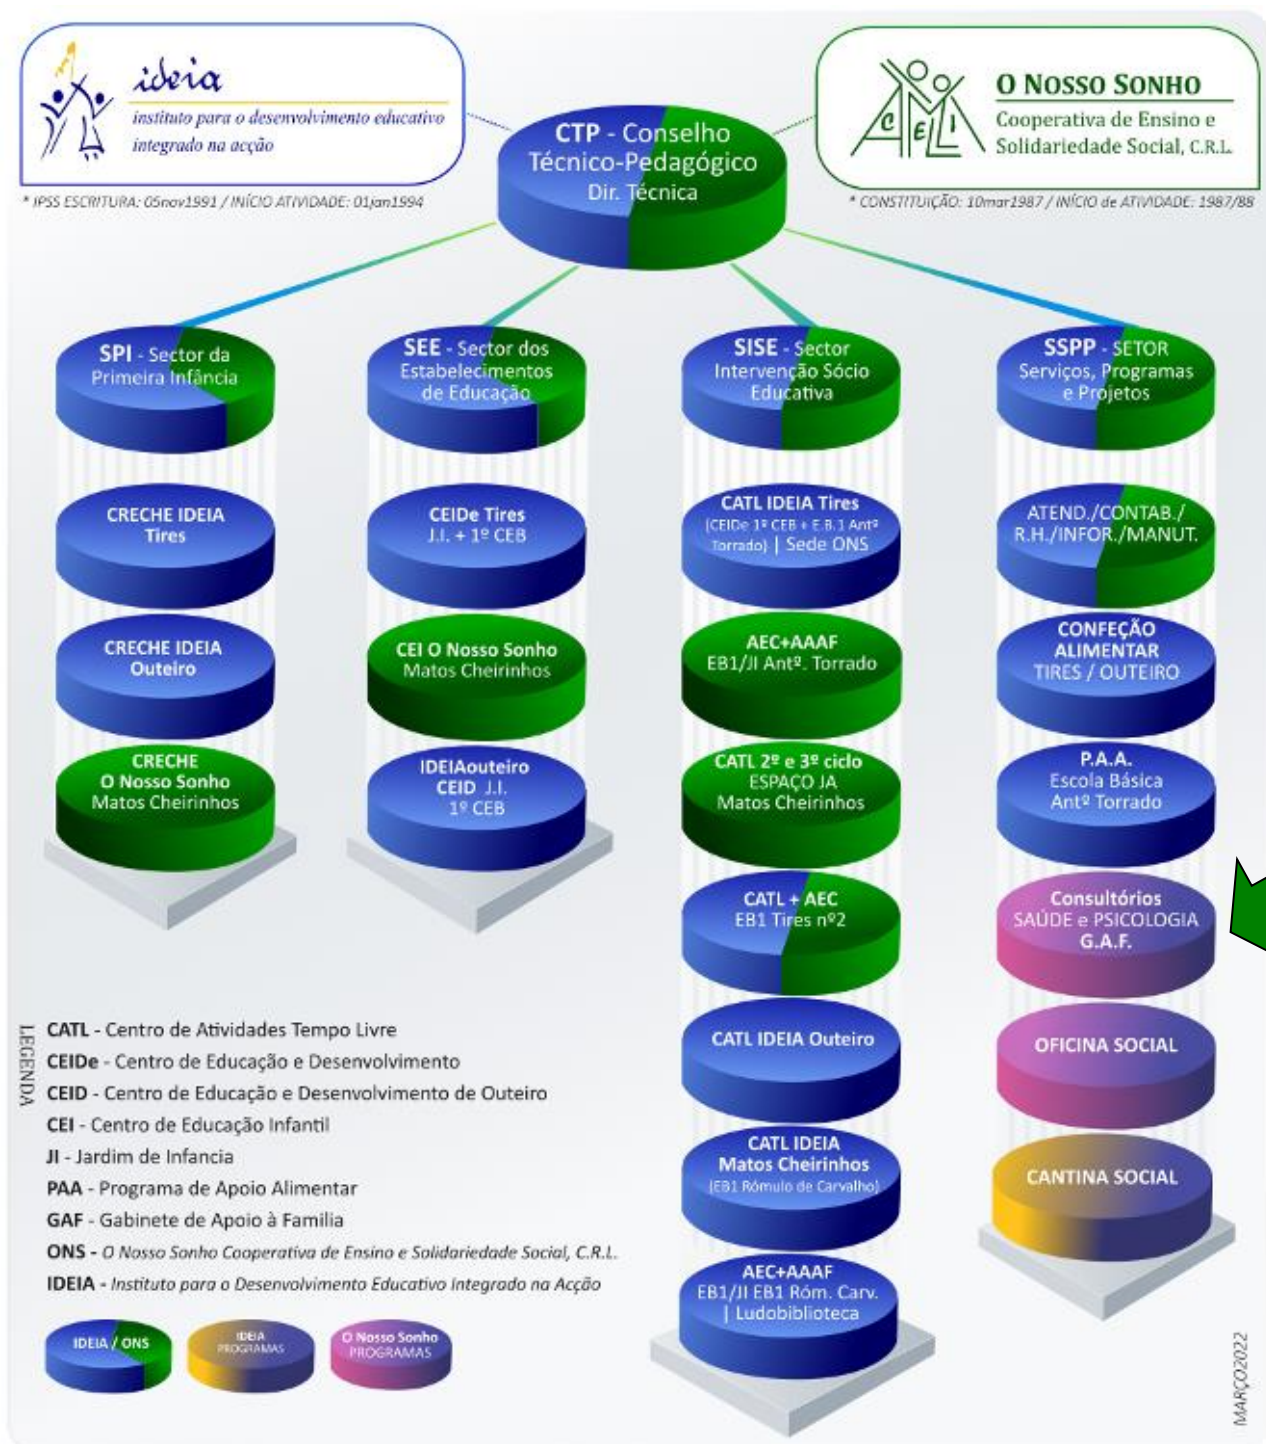 ideia
instituto para o desenvolvimento educativo
integrado na acção
* IPSS ESCRITURA: 05nov1991 / INÍCIO ATIVIDADE: 01jan1994
CTP - Conselho
Técnico-Pedagógico
Dir. Técnica
CELI
O NOSSO SONHO
Cooperativa de Ensino e
Solidariedade Social, C.R.L.
* CONSTITUIÇÃO: 10mar1987 / INÍCIO de ATIVIDADE: 1987/88
SPI - Sector da
Primeira Infância
CRECHE IDEIA
Tires
CRECHE IDEIA
Outeiro
CRECHE
O Nosso Sonho
Matos Cheirinhos
SEE - Sector dos
Estabelecimentos
de Educação
CEIDe Tires
J.I. + 1º CEB
CEI O Nosso Sonho
Matos Cheirinhos
IDEIAouteiro
CEID J.I.
1º CEB
SISE - Sector
Intervenção Sócio
Educativa
CATL IDEIA Tires
(CEIDe 1º CEB + E.B.1 Antº
Torrado) | Sede ONS
AEC+AAAF
EB1/JI Antº. Torrado
CATL 2º e 3º ciclo
ESPAÇO JA
Matos Cheirinhos
CATL + AEC
EB1 Tires nº2
CATL IDEIA Outeiro
CATL IDEIA
Matos Cheirinhos
(EB1 Rómulo de Carvalho)
AEC+AAAF
EB1/JI EB1 Róm. Carv.
| Ludobiblioteca
SSPP - SETOR
Serviços, Programas
e Projetos
ATEND./CONTAB./
R.H./INFOR./MANUT.
CONFEÇÃO
ALIMENTAR
TIRES / OUTEIRO
P.A.A.
Escola Básica
Antº Torrado
Consultórios
SAÚDE e PSICOLOGIA
G.A.F.
OFICINA SOCIAL
CANTINA SOCIAL
LEGENDA
CATL - Centro de Atividades Tempo Livre
CEIDe - Centro de Educação e Desenvolvimento
CEID - Centro de Educação e Desenvolvimento de Outeiro
CEI - Centro de Educação Infantil
JI - Jardim de Infancia
PAA - Programa de Apoio Alimentar
GAF - Gabinete de Apoio à Família
ONS - O Nosso Sonho Cooperativa de Ensino e Solidariedade Social, C.R.L.
IDEIA - Instituto para o Desenvolvimento Educativo Integrado na Acção
IDEIA / ONS
IDEIA
PROGRAMAS
O Nosso Sonho
PROGRAMAS
MARÇO2022